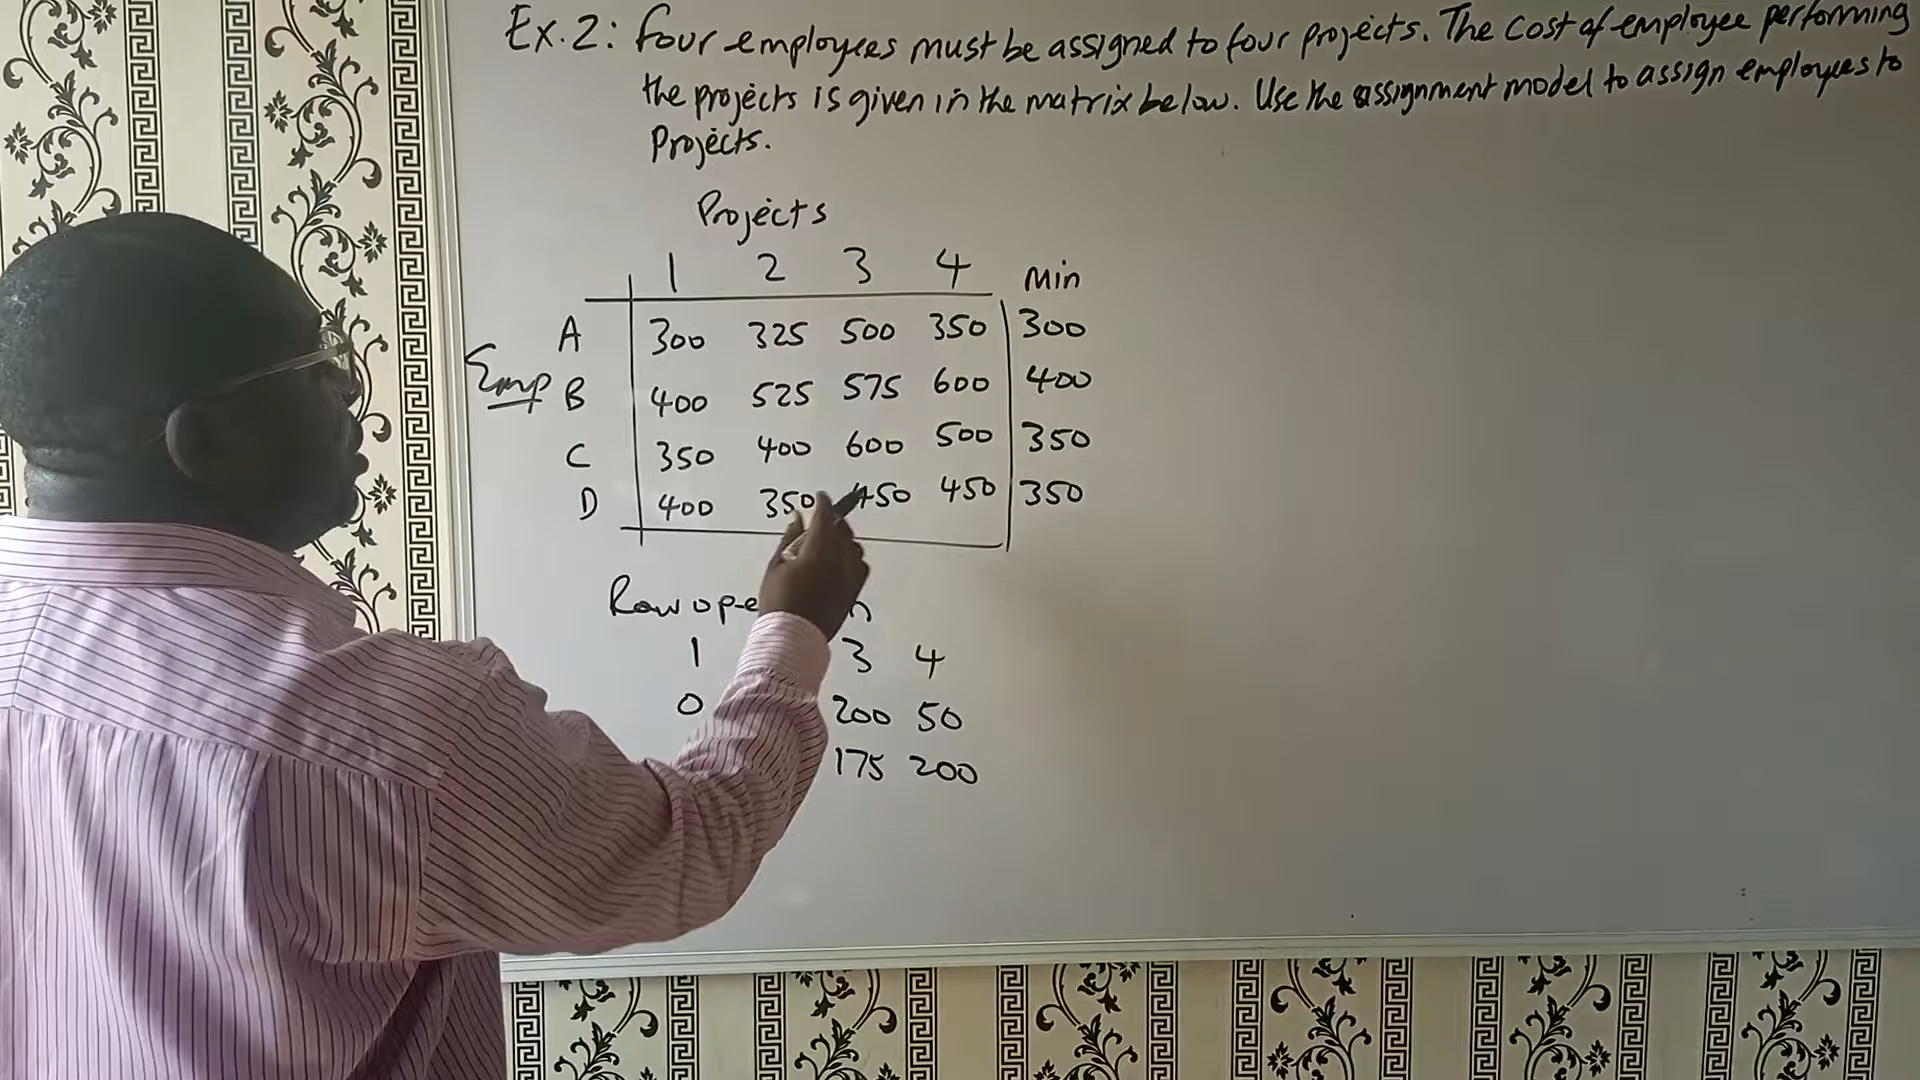 Ex.2: Four employees must be assigned to four projects. The cost of employee performing
the projects is given in the matrix below. Use the assignment model to assign employees to
Projects.
Projects
1 2 3 4 Min
A 300 325 500 350 300
Emp B 400 525 575 600 400
C 350 400 600 500 350
D 400 350 450 450 350
Row
1 3 4
0 200 50
175 200